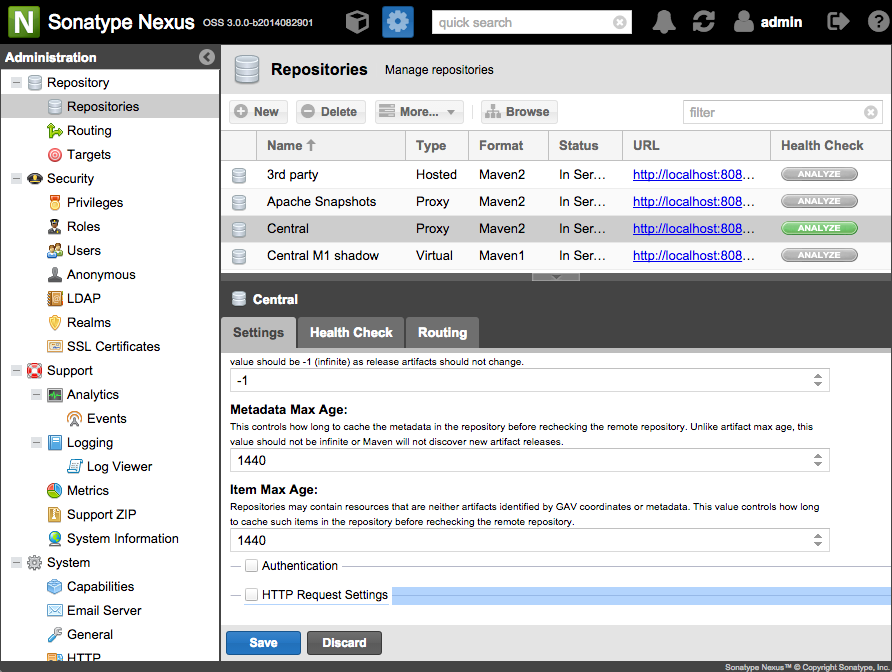 N Sonatype Nexus OSS 3.0.0-b2014082901 quick search admin ?
Administration
Repository
Repositories
Routing
Targets
Security
Privileges
Roles
Users
Anonymous
LDAP
Realms
SSL Certificates
Support
Analytics
Events
Logging
Log Viewer
Metrics
Support ZIP
System Information
System
Capabilities
Email Server
General
HTTP
Repositories Manage repositories
New Delete More... Browse filter
Name Type Format Status URL Health Check
3rd party Hosted Maven2 In Ser... http://localhost:808... ANALYZE
Apache Snapshots Proxy Maven2 In Ser... http://localhost:808... ANALYZE
Central Proxy Maven2 In Ser... http://localhost:808... ANALYZE
Central M1 shadow Virtual Maven1 In Ser... http://localhost:808... ANALYZE
Central
Settings Health Check Routing
value should be -1 (infinite) as release artifacts should not change.
-1
Metadata Max Age:
This controls how long to cache the metadata in the repository before rechecking the remote repository. Unlike artifact max age, this
value should not be infinite or Maven will not discover new artifact releases.
1440
Item Max Age:
Repositories may contain resources that are neither artifacts identified by GAV coordinates or metadata. This value controls how long
to cache such items in the repository before rechecking the remote repository.
1440
Authentication
HTTP Request Settings
Save Discard
Sonatype Nexus™ © Copyright Sonatype, Inc.